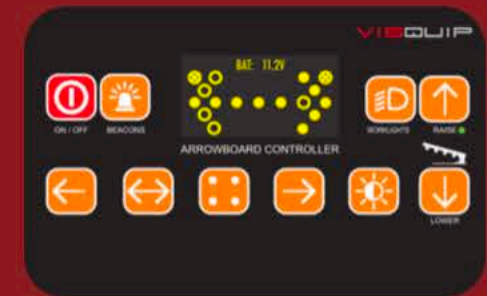 VISQUIP
BAT: 11.2V
ON / OFF
BEACONS
WORKLIGHTS
RAISE
ARROWBOARD CONTROLLER
LOWER